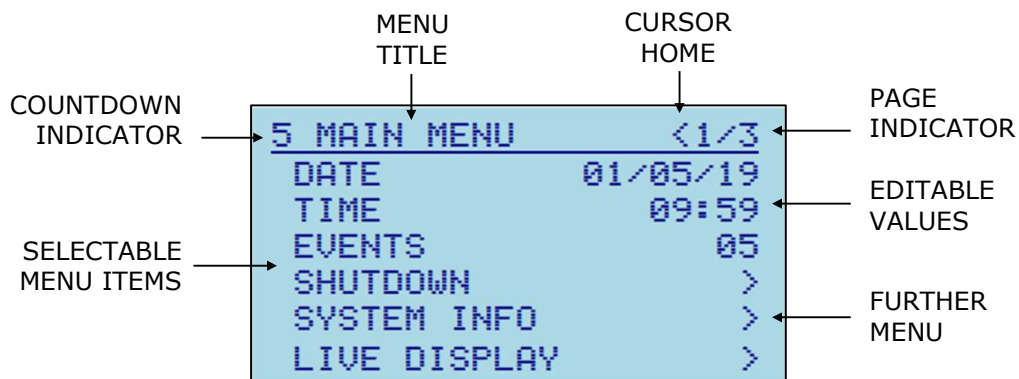 MENU
TITLE
CURSOR
HOME
COUNTDOWN
INDICATOR
PAGE
INDICATOR
5 MAIN MENU <1/3
DATE 01/05/19
TIME 09:59
EDITABLE
VALUES
EVENTS 05
SELECTABLE
MENU ITEMS
SHUTDOWN >
SYSTEM INFO >
FURTHER
MENU
LIVE DISPLAY >